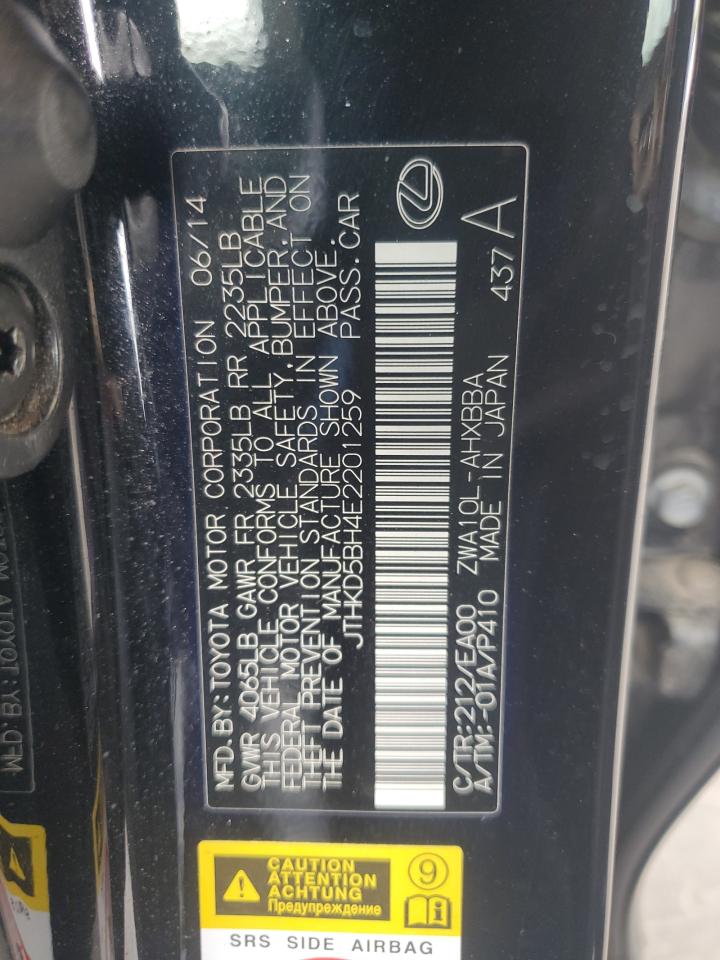 MFD.BY:TOYOTA MOTOR CORPORATION 06/14
GVWR 4065LB GAWR FR 2335LB RR 2235LB
THIS VEHICLE CONFORMS TO ALL APPLICABLE
FEDERAL MOTOR VEHICLE SAFETY,BUMPER,AND
THEFT PREVENTION STANDARDS IN EFFECT ON
THE DATE OF MANUFACTURE SHOWN ABOVE.
JTHKD5BH4E2201259 PASS.CAR
C/TR:212/EA00 ZWA10L-AHXBBA 437A
A/TM:-01A/P410 MADE IN JAPAN
CAUTION
ATTENTION
ACHTUNG
Предупреждение
9
SRS SIDE AIRBAG